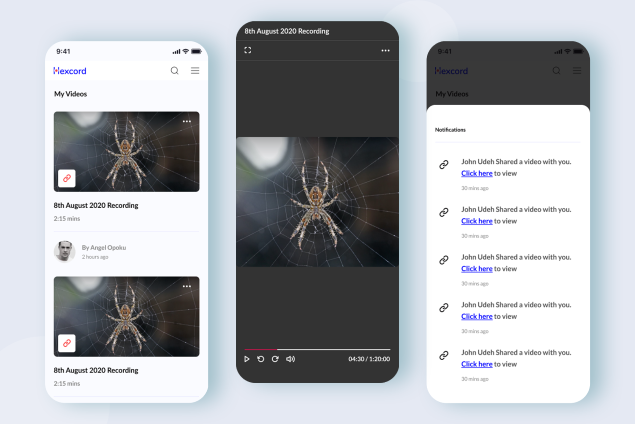 9:41
Hexcord
My Videos
8th August 2020 Recording
2:15 mins
By Angel Opoku
2 hours ago
8th August 2020 Recording
2:15 mins
8th August 2020 Recording
04:30 / 1:20:00
9:41
Hexcord
My Videos
Notifications
John Udeh Shared a video with you.
Click here to view
30 mins ago
John Udeh Shared a video with you.
Click here to view
30 mins ago
John Udeh Shared a video with you.
Click here to view
30 mins ago
John Udeh Shared a video with you.
Click here to view
30 mins ago
John Udeh Shared a video with you.
Click here to view
30 mins ago